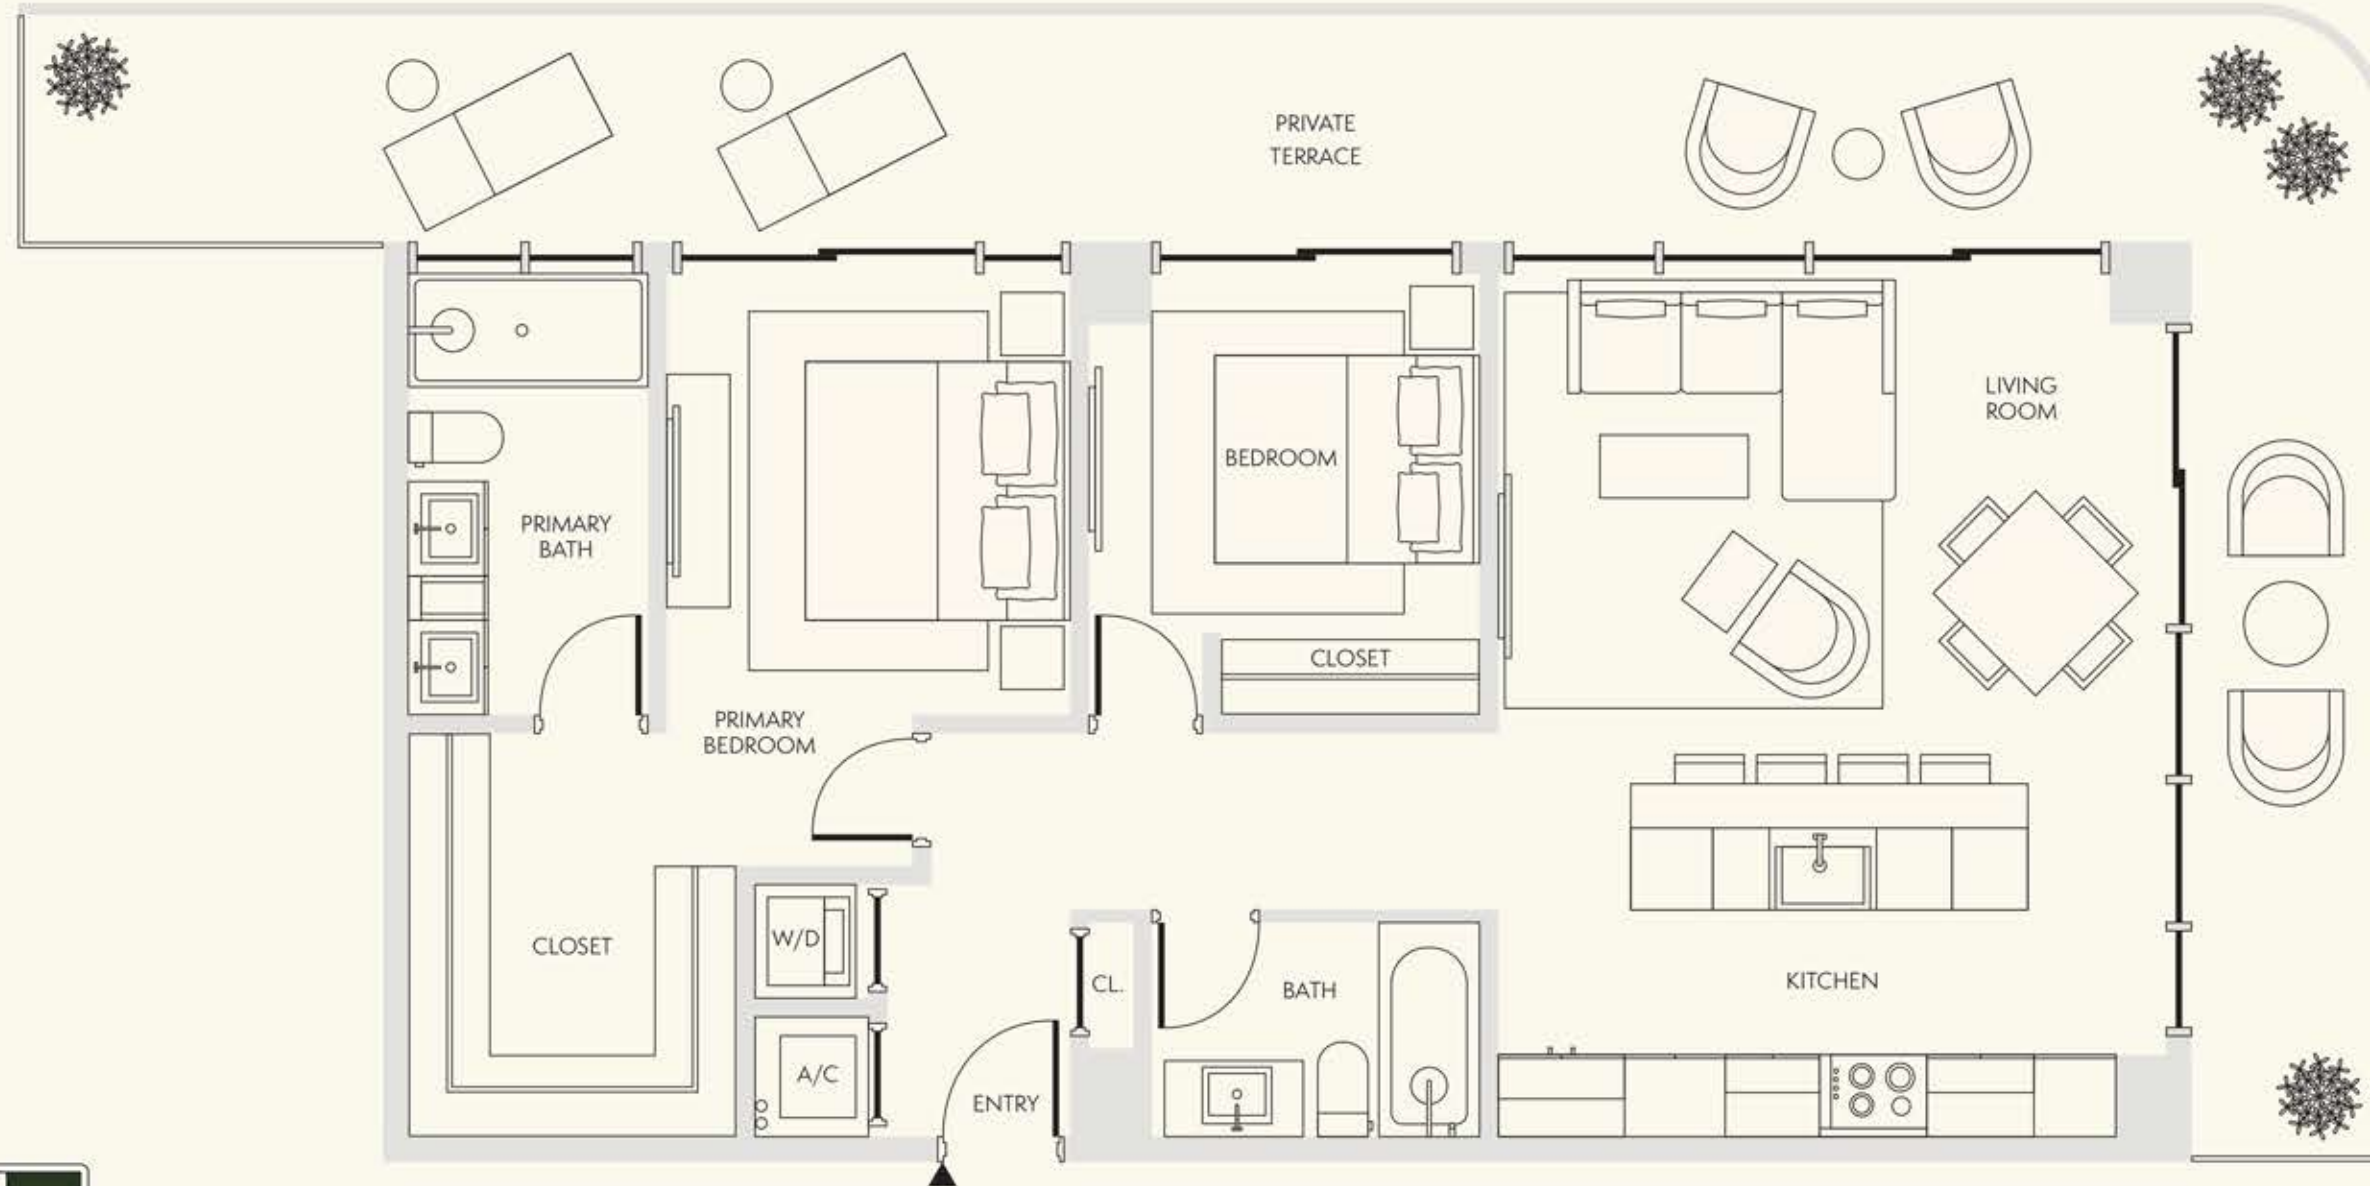 PRIVATE
TERRACE
LIVING
ROOM
BEDROOM
PRIMARY
BATH
CLOSET
PRIMARY
BEDROOM
W/D
CLOSET
CL.
BATH
KITCHEN
A/C
ENTRY